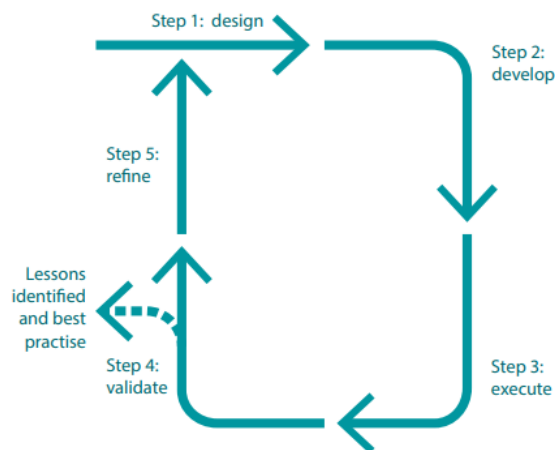 Step 1: design
Step 2:
develop
Step 5:
refine
Lessons
identified
and best
practise
Step 4:
validate
Step 3:
execute